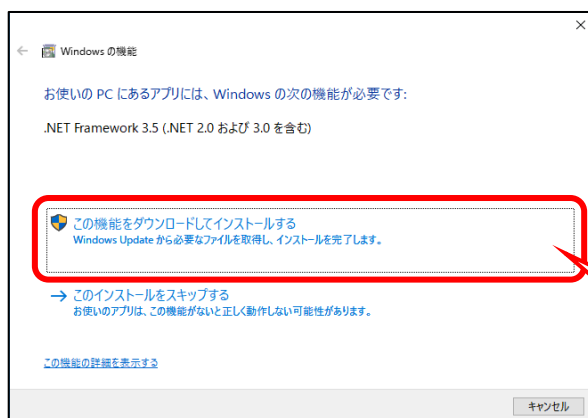 Windows の機能
お使いの PC にあるアプリには、Windows の次の機能が必要です:
.NET Framework 3.5 (.NET 2.0 および 3.0 を含む)
この機能をダウンロードしてインストールする
Windows Update から必要なファイルを取得し、インストールを完了します。
このインストールをスキップする
お使いのアプリは、この機能がないと正しく動作しない可能性があります。
この機能の詳細を表示する
キャンセル